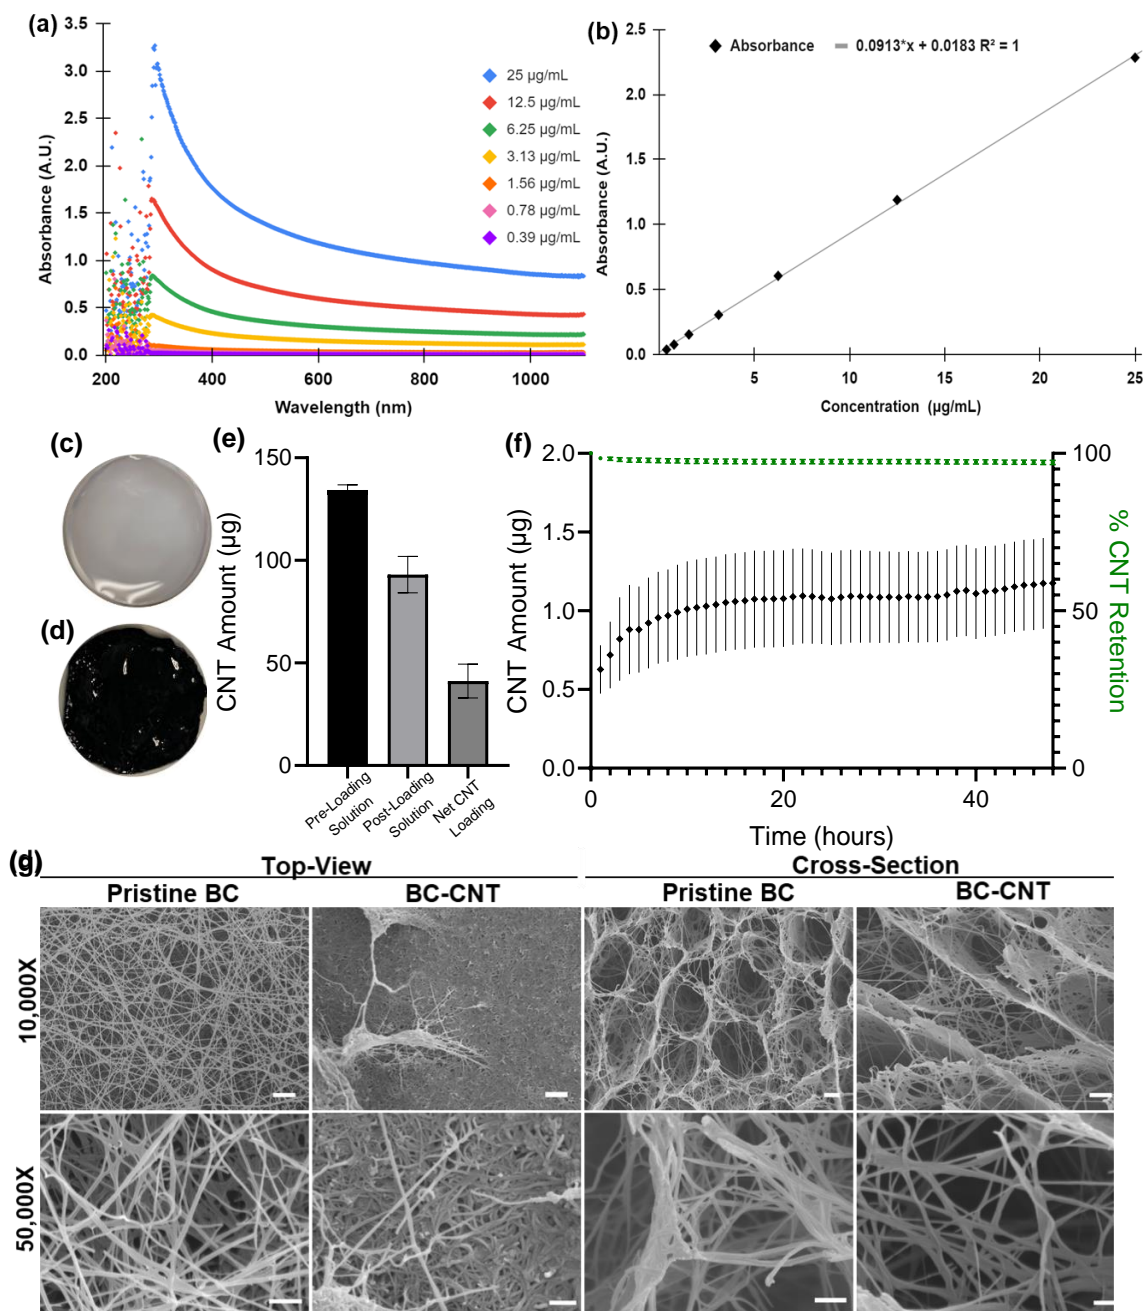 (a)
3.5
3.0
2.5
2.0
1.5
1.0
0.5
0.0
Absorbance (A.U.)
200
400
600
800
1000
Wavelength (nm)
25 µg/mL
12.5 µg/mL
6.25 µg/mL
3.13 µg/mL
1.56 µg/mL
0.78 µg/mL
0.39 µg/mL
(b)
2.5
2.0
1.5
1.0
0.5
0.0
Absorbance (A.U.)
Absorbance
0.0913*x + 0.0183 R² = 1
5
10
15
20
25
Concentration (µg/mL)
(c)
(d)
(e)
150
100
50
0
CNT Amount (µg)
Pre-Loading
Solution
Post-Loading
Solution
Net CNT
Loading
(f)
2.0
1.5
1.0
0.5
0.0
CNT Amount (µg)
0
20
40
Time (hours)
100
50
0
% CNT Retention
(g)
Top-View
Cross-Section
Pristine BC
BC-CNT
Pristine BC
BC-CNT
10,000X
50,000X